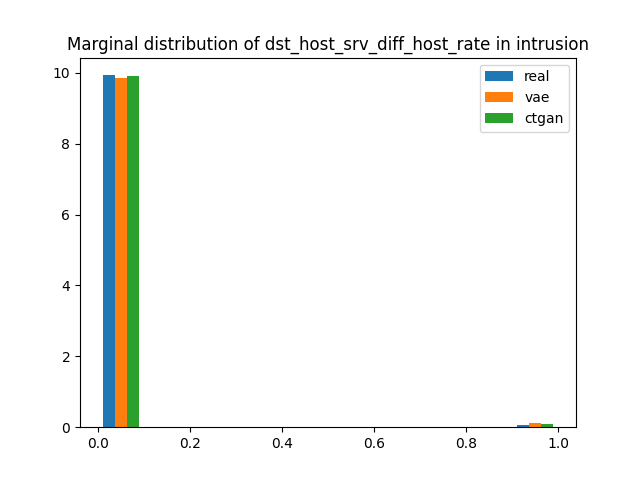 Marginal distribution of dst_host_srv_diff_host_rate in intrusion
real
vae
ctgan
10
8
6
4
2
0
0.0 0.2 0.4 0.6 0.8 1.0